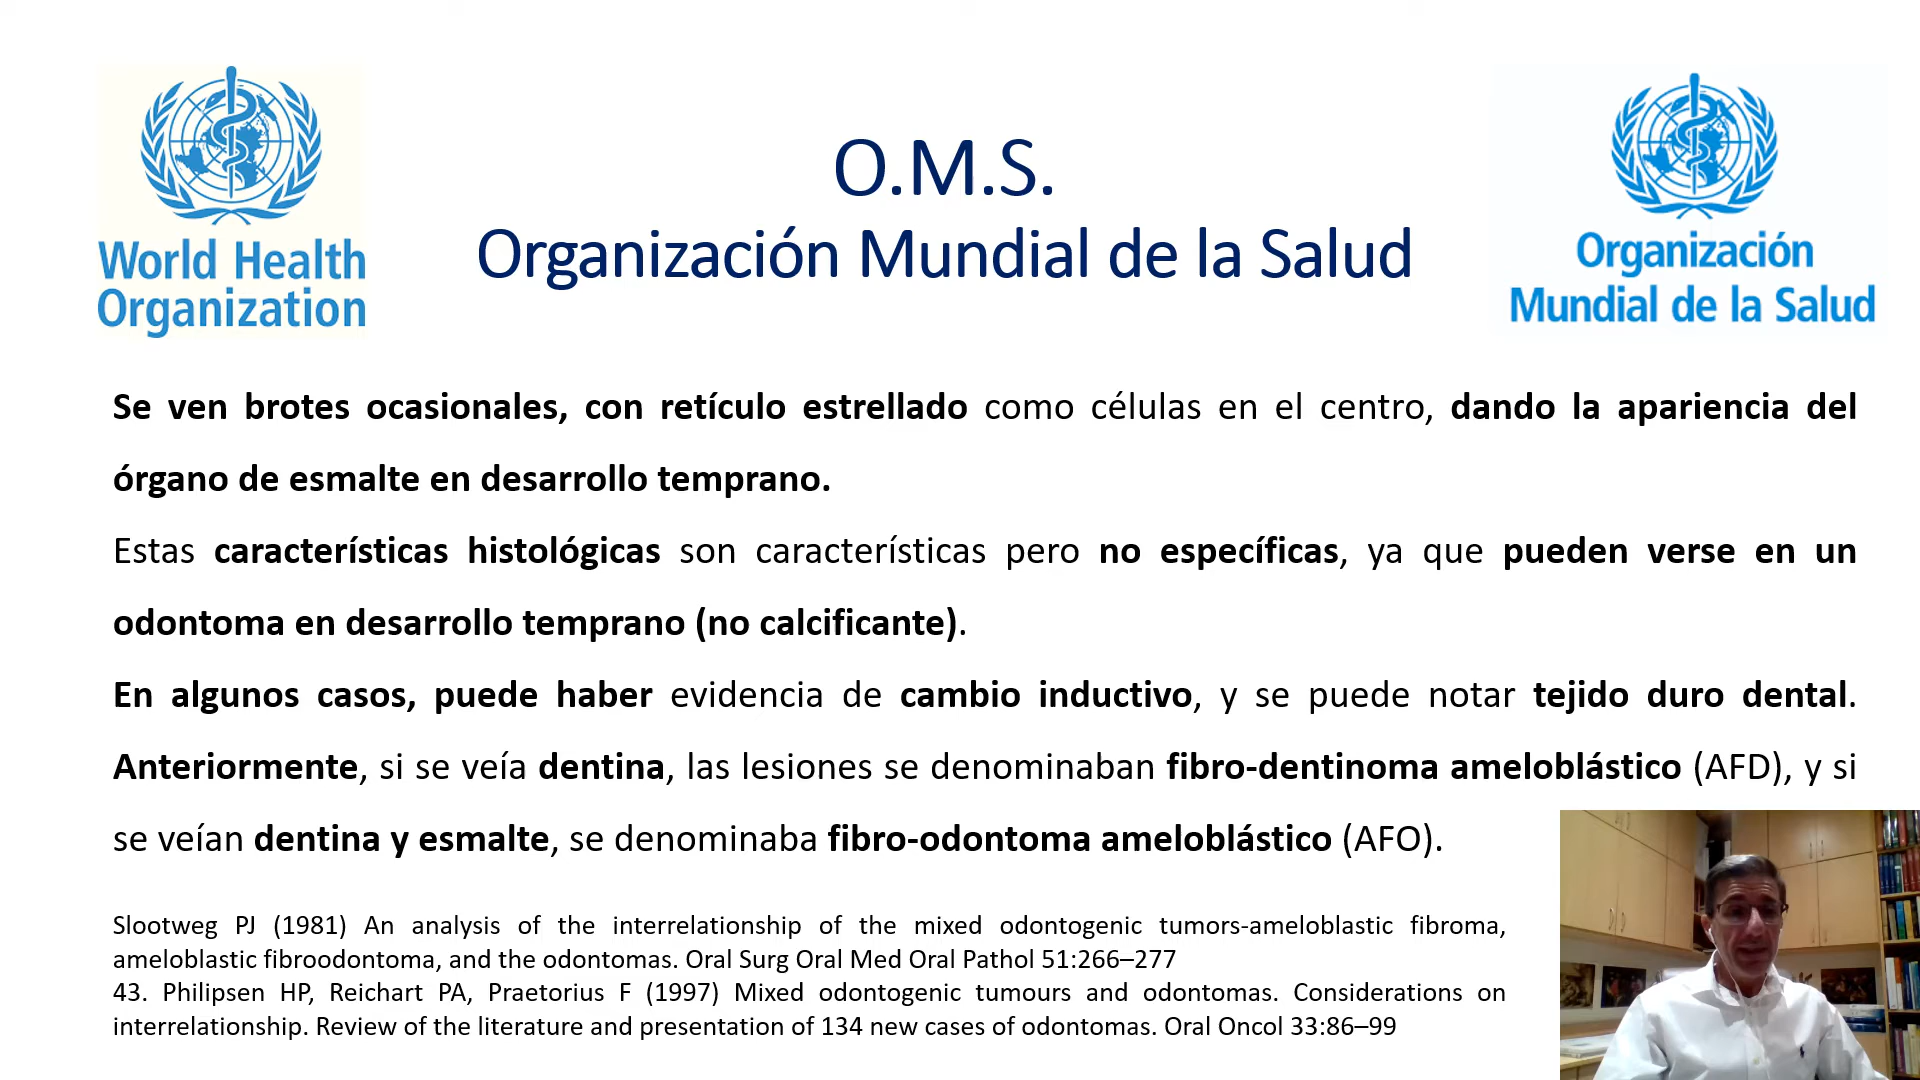 World Health
Organization
O.M.S.
Organización Mundial de la Salud
Organización
Mundial de la Salud
Se ven brotes ocasionales, con retículo estrellado como células en el centro, dando la apariencia del
órgano de esmalte en desarrollo temprano.
Estas características histológicas son características pero no específicas, ya que pueden verse en un
odontoma en desarrollo temprano (no calcificante).
En algunos casos, puede haber evidencia de cambio inductivo, y se puede notar tejido duro dental.
Anteriormente, si se veía dentina, las lesiones se denominaban fibro-dentinoma ameloblástico (AFD), y si
se veían dentina y esmalte, se denominaba fibro-odontoma ameloblástico (AFO).
Slootweg PJ (1981) An analysis of the interrelationship of the mixed odontogenic tumors-ameloblastic fibroma,
ameloblastic fibroodontoma, and the odontomas. Oral Surg Oral Med Oral Pathol 51:266–277
43. Philipsen HP, Reichart PA, Praetorius F (1997) Mixed odontogenic tumours and odontomas. Considerations on
interrelationship. Review of the literature and presentation of 134 new cases of odontomas. Oral Oncol 33:86–99